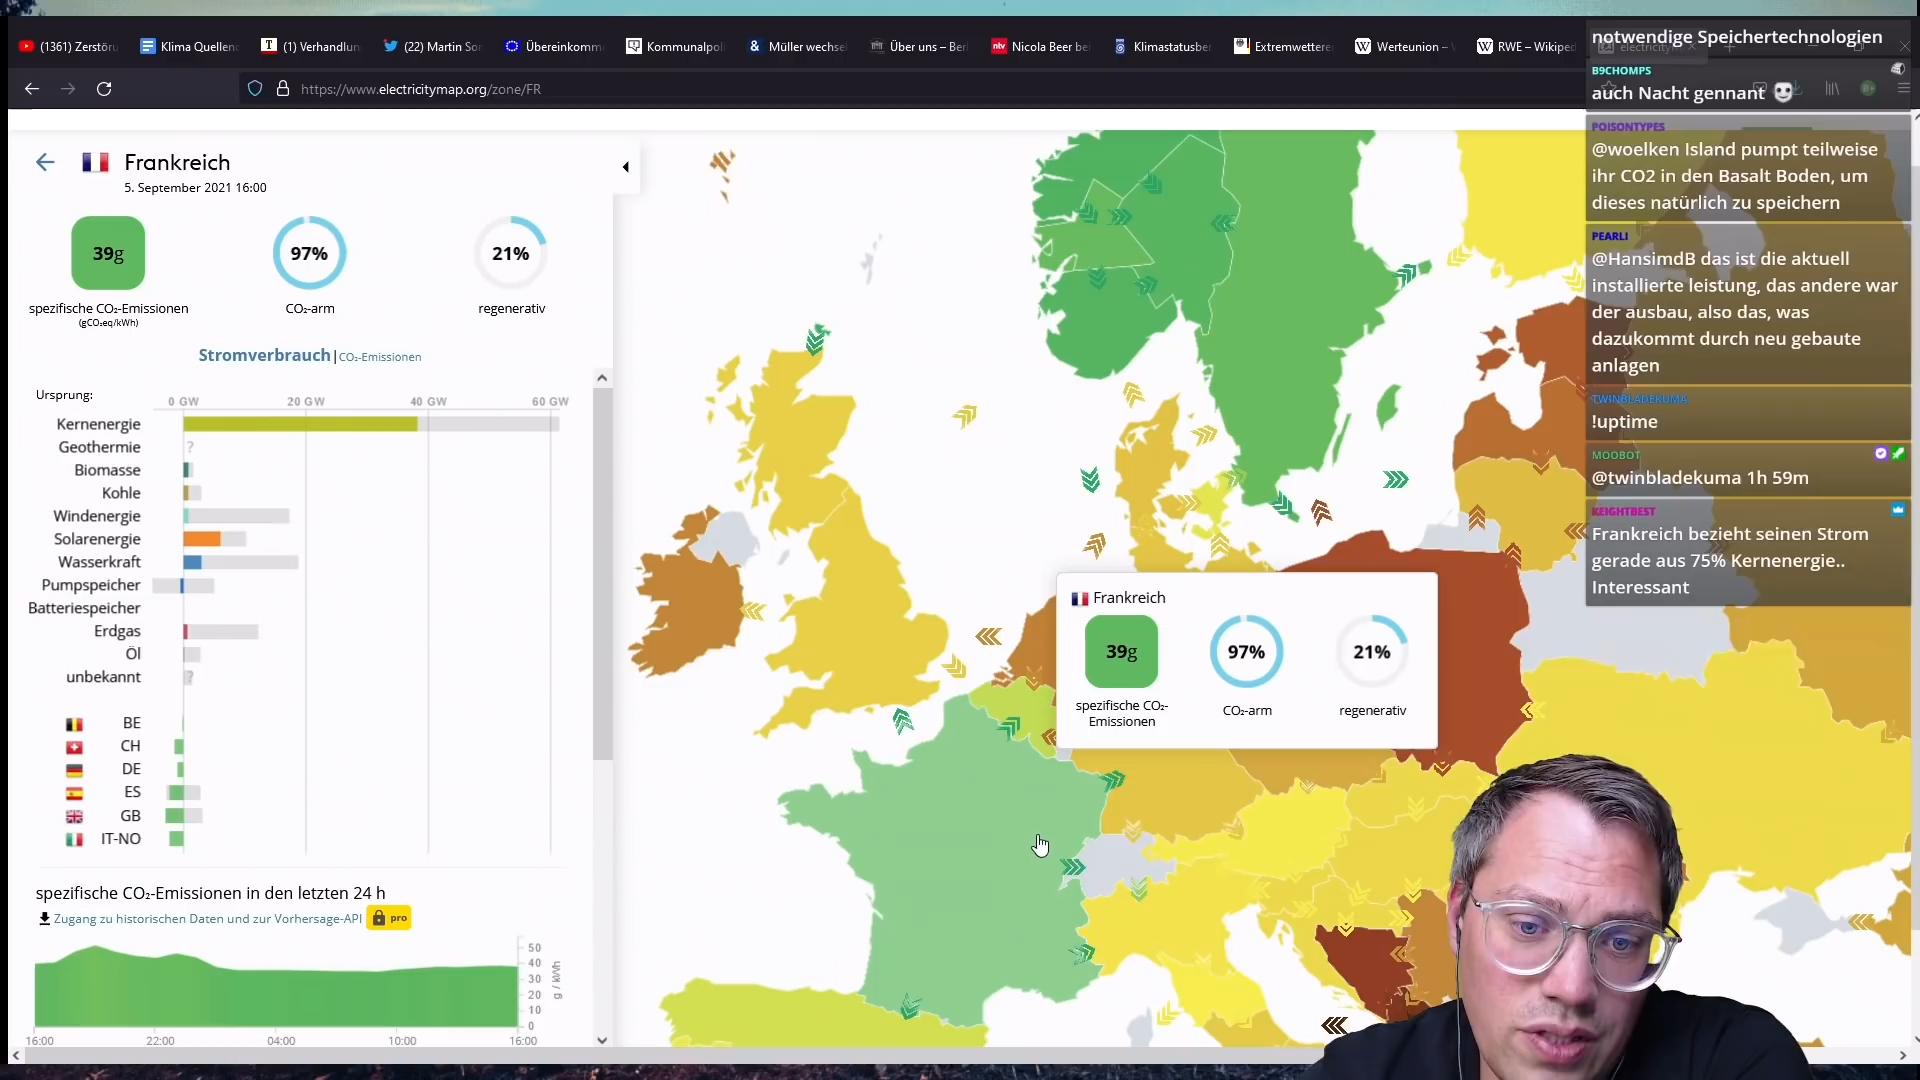 (1361) Zerstöru
Klima Quellen
(1) Verhandlun
(22) Martin So
Übereinkomm
Kommunalpol
Müller wechse
Über uns – Ber
Nicola Beer be
Klimastatusber
Extremwettere
Werteunion –
RWE – Wikiped
https://www.electricitymap.org/zone/FR
Frankreich
5. September 2021 16:00
39g
97%
21%
spezifische CO₂-Emissionen
(gCO₂eq/kWh)
CO₂-arm
regenerativ
Stromverbrauch | CO₂-Emissionen
Ursprung:
0 GW
20 GW
40 GW
60 GW
Kernenergie
Geothermie
?
Biomasse
Kohle
Windenergie
Solarenergie
Wasserkraft
Pumpspeicher
Batteriespeicher
Erdgas
Öl
unbekannt
?
BE
CH
DE
ES
GB
IT-NO
spezifische CO₂-Emissionen in den letzten 24 h
Zugang zu historischen Daten und zur Vorhersage-API
pro
50
40
30
20
10
0
g / kWh
16:00
22:00
04:00
10:00
16:00
Frankreich
39g
97%
21%
spezifische CO₂-
Emissionen
CO₂-arm
regenerativ
notwendige Speichertechnologien
B9CHOMPS
auch Nacht gennant
POISONTYPES
@woelken Island pumpt teilweise
ihr CO2 in den Basalt Boden, um
dieses natürlich zu speichern
PEARLI
@HansimdB das ist die aktuell
installierte leistung, das andere war
der ausbau, also das, was
dazukommt durch neu gebaute
anlagen
TWINBLADEKUMA
!uptime
MOOBOT
@twinbladekuma 1h 59m
KEIGHTBEST
Frankreich bezieht seinen Strom
gerade aus 75% Kernenergie..
Interessant